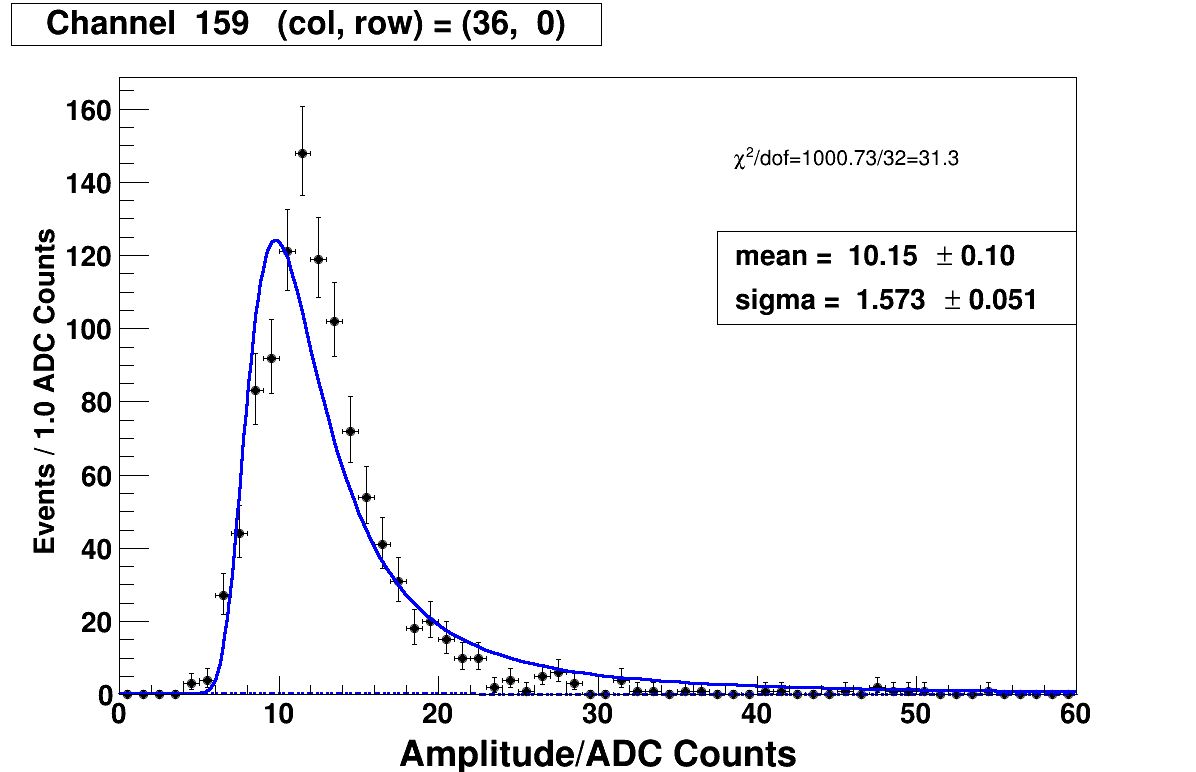 Channel 159 (col, row) = (36, 0)
160
140
120
100
80
60
40
20
0
Events / 1.0 ADC Counts
χ²/dof=1000.73/32=31.3
mean = 10.15 ± 0.10
sigma = 1.573 ± 0.051
0 10 20 30 40 50 60
Amplitude/ADC Counts